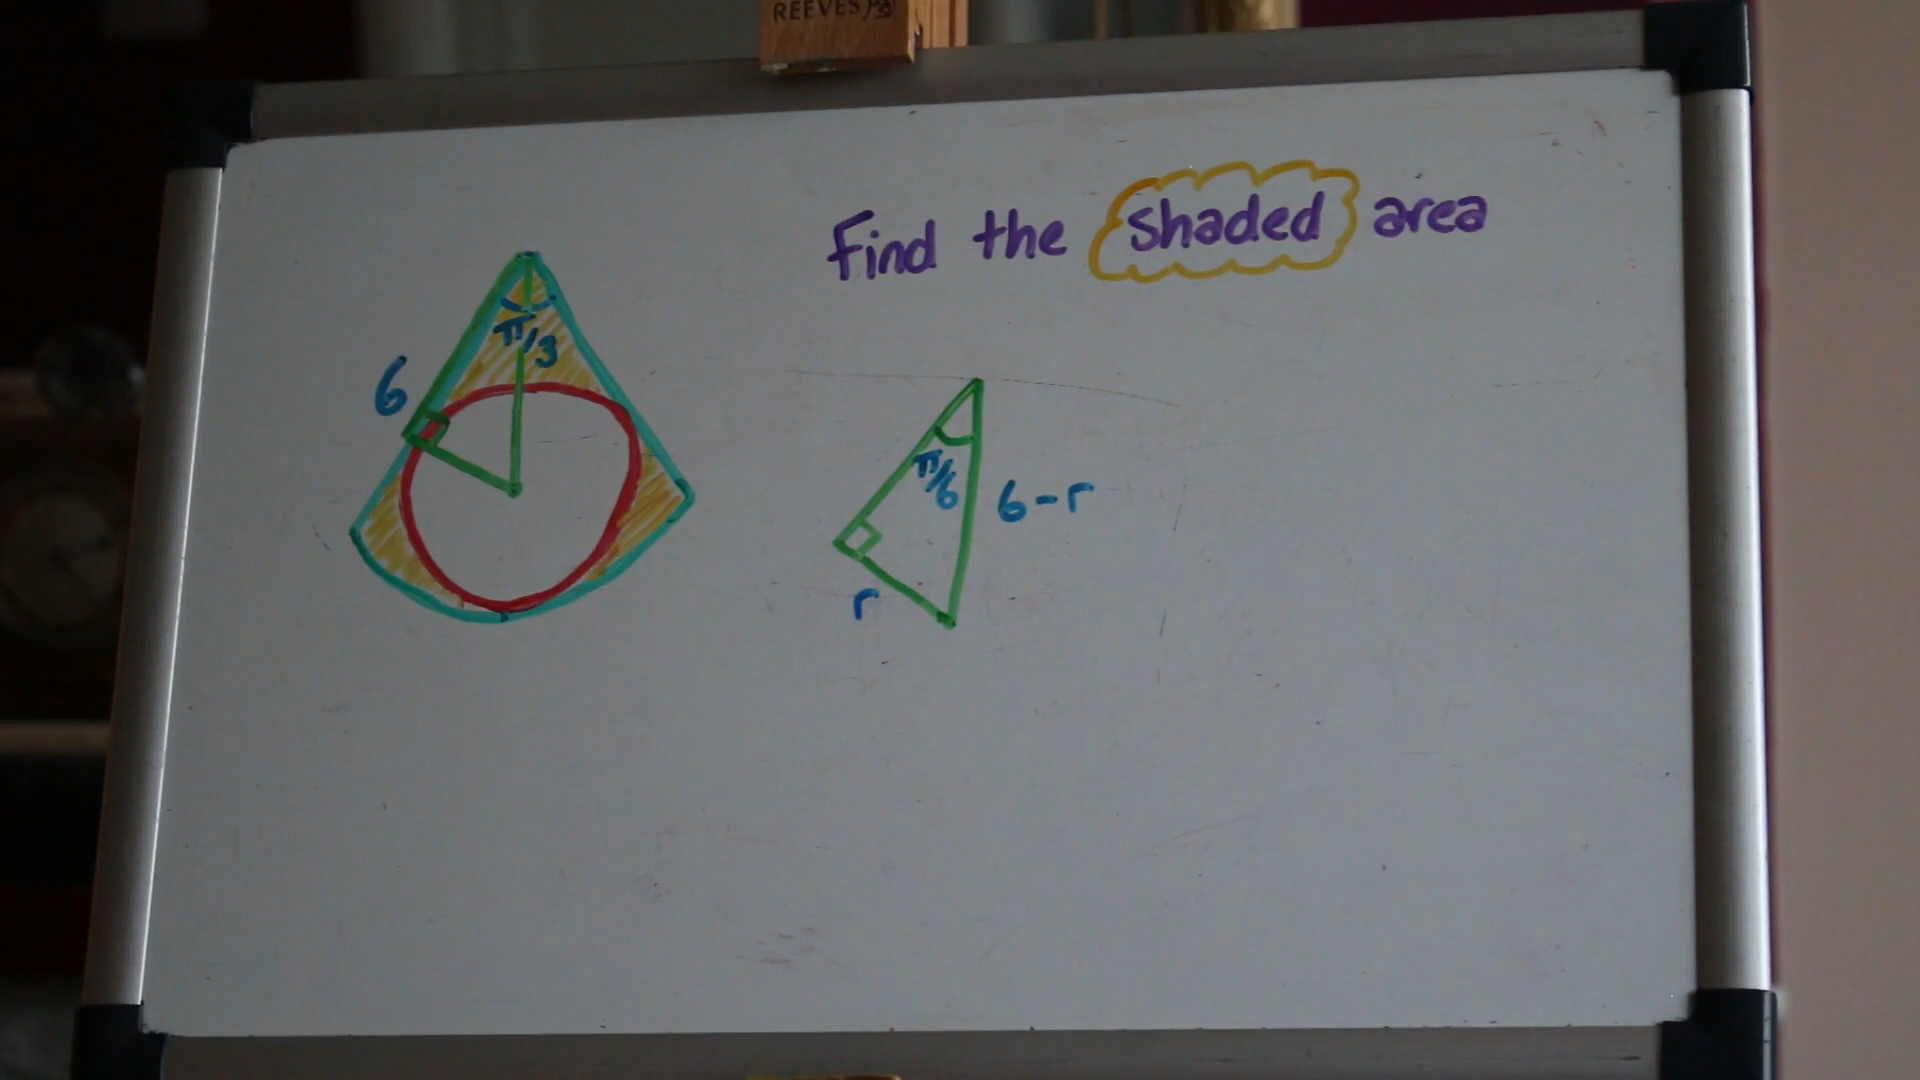 REEVES
Find the shaded area
π/3
6
π/6
6-r
r